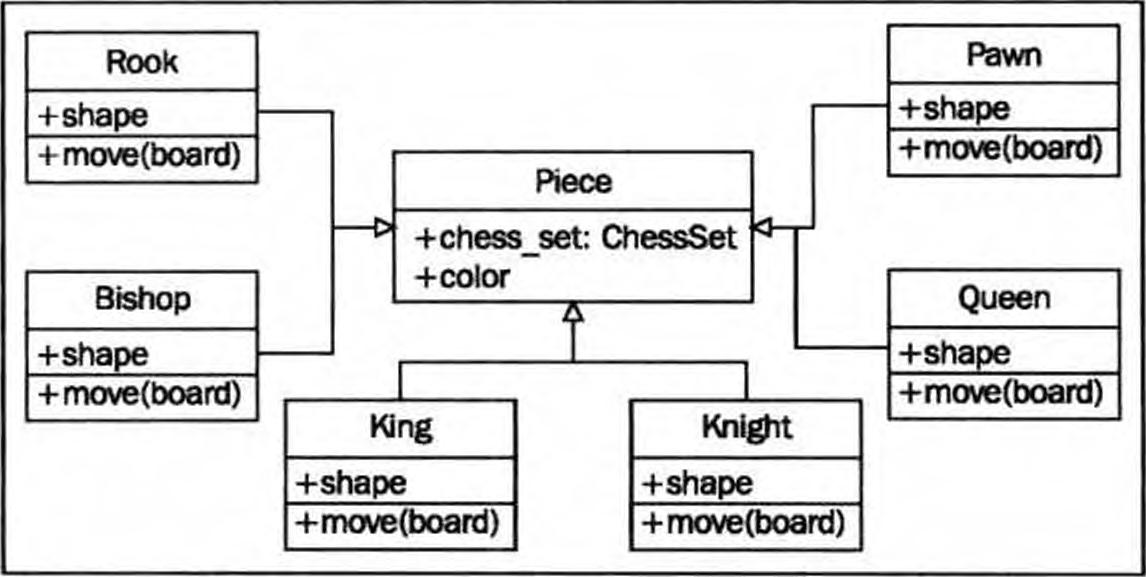 Rook
+shape
+move(board)
Pawn
+shape
+move(board)
Piece
+chess_set: ChessSet
+color
Bishop
+shape
+move(board)
Queen
+shape
+move(board)
King
+shape
+move(board)
Knight
+shape
+move(board)